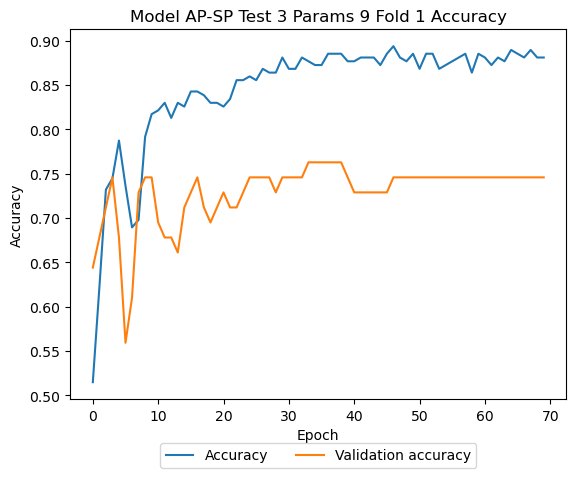 Model AP-SP Test 3 Params 9 Fold 1 Accuracy
0.90
0.85
0.80
0.75
0.70
0.65
0.60
0.55
0.50
Accuracy
0 10 20 30 40 50 60 70
Epoch
Accuracy Validation accuracy